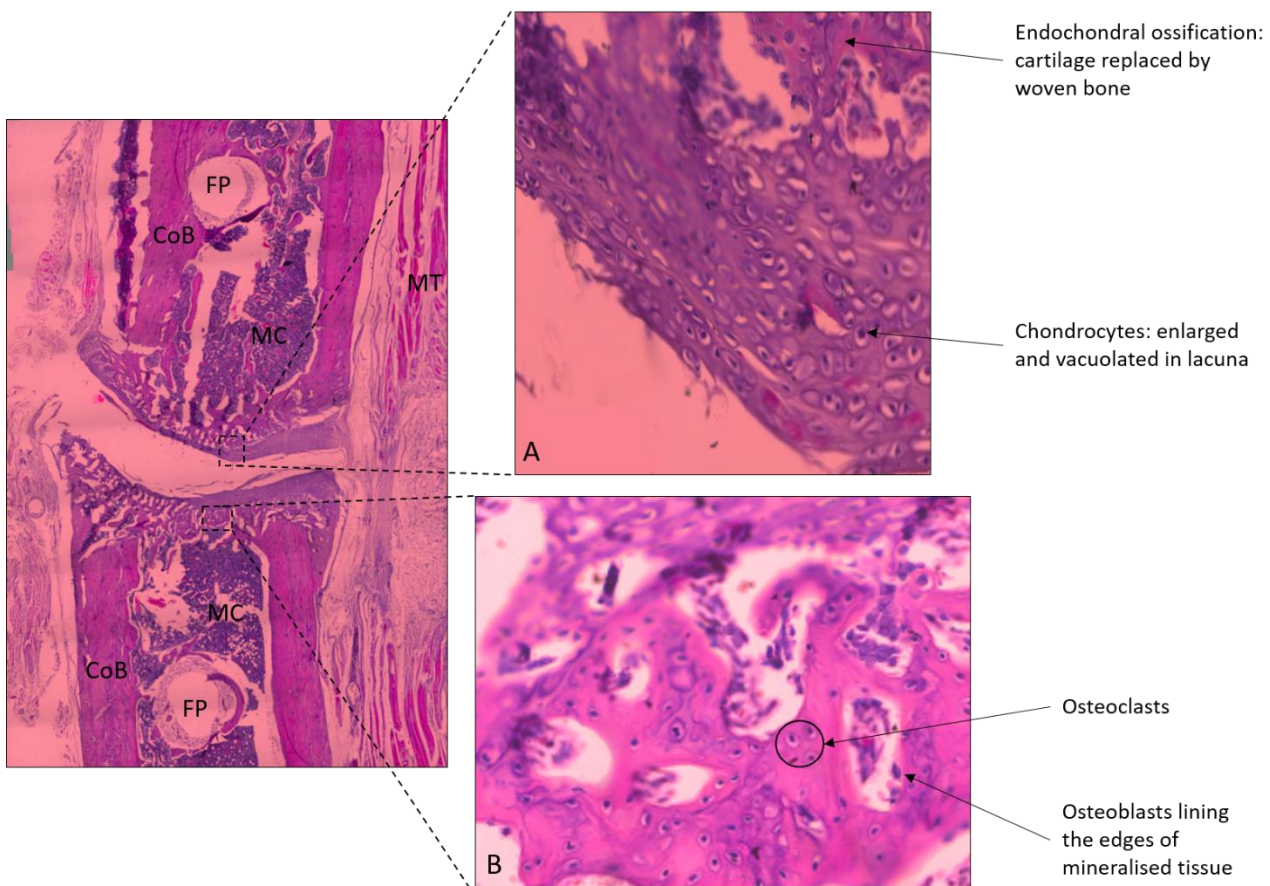 Endochondral ossification:
cartilage replaced by
woven bone
FP
CoB
MT
MC
Chondrocytes: enlarged
and vacuolated in lacuna
A
MC
CoB
FP
Osteoclasts
Osteoblasts lining
the edges of
mineralised tissue
B